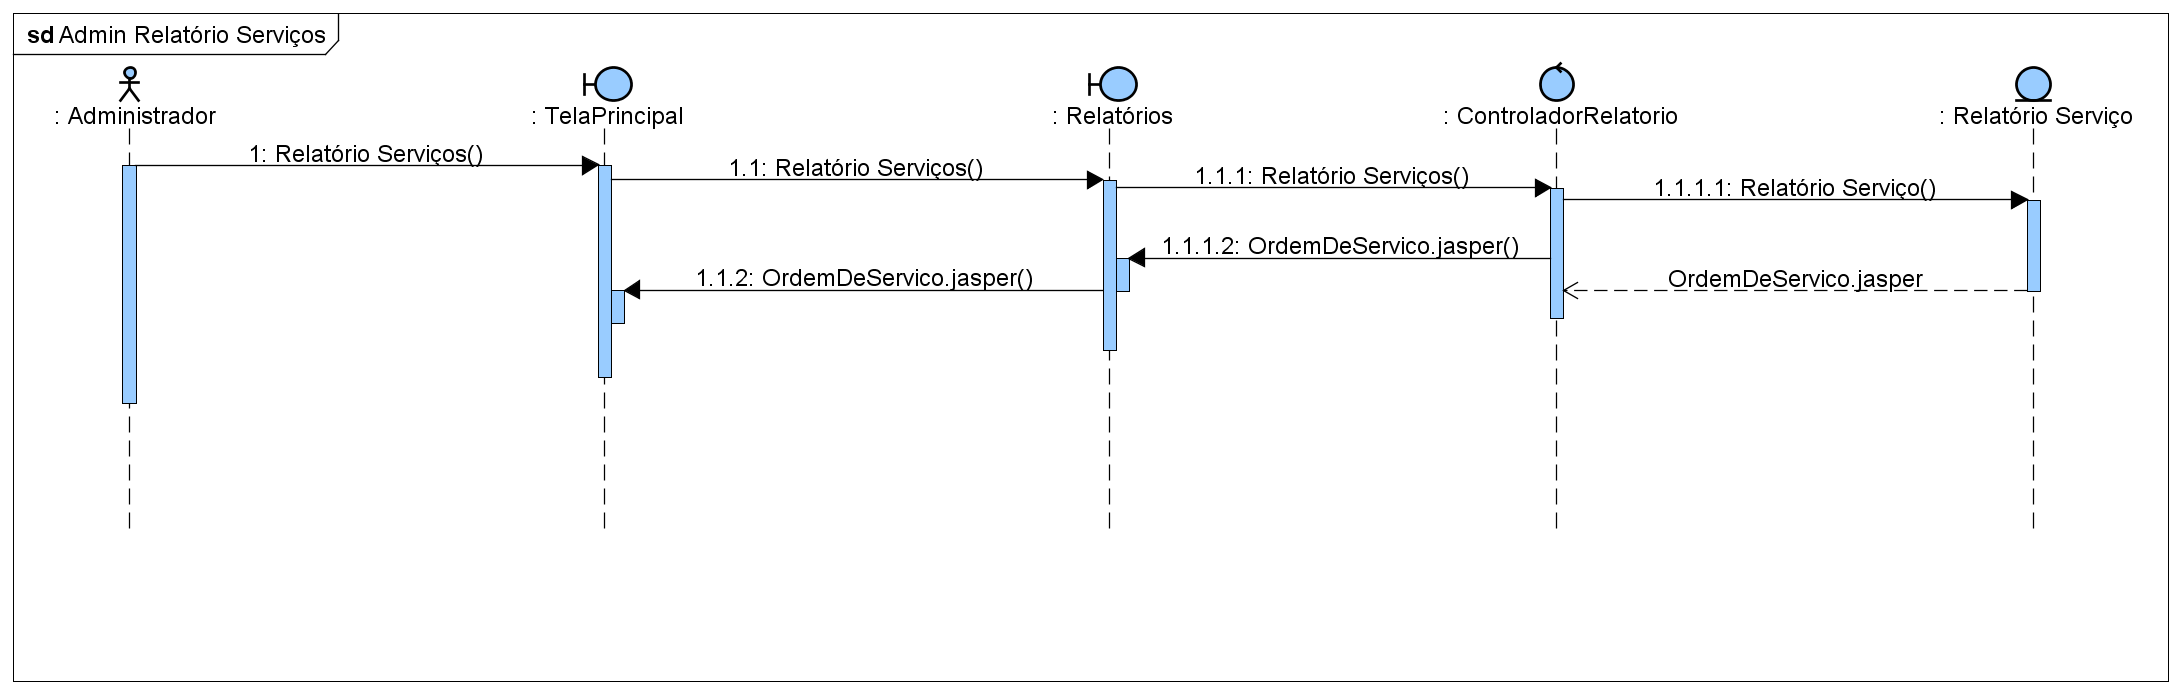 sd Admin Relatório Serviços
: Administrador
: TelaPrincipal
: Relatórios
: ControladorRelatorio
: Relatório Serviço
1: Relatório Serviços()
1.1: Relatório Serviços()
1.1.1: Relatório Serviços()
1.1.1.1: Relatório Serviço()
1.1.1.2: OrdemDeServico.jasper()
1.1.2: OrdemDeServico.jasper()
OrdemDeServico.jasper